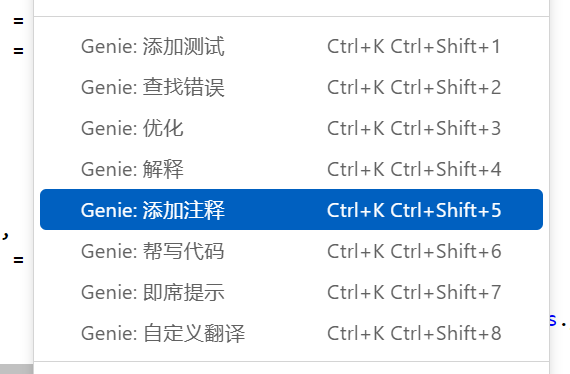 =
=
Genie: 添加测试 Ctrl+K Ctrl+Shift+1
Genie: 查找错误 Ctrl+K Ctrl+Shift+2
Genie: 优化 Ctrl+K Ctrl+Shift+3
Genie: 解释 Ctrl+K Ctrl+Shift+4
Genie: 添加注释 Ctrl+K Ctrl+Shift+5
,
= Genie: 帮写代码 Ctrl+K Ctrl+Shift+6
Genie: 即席提示 Ctrl+K Ctrl+Shift+7
s.
Genie: 自定义翻译 Ctrl+K Ctrl+Shift+8